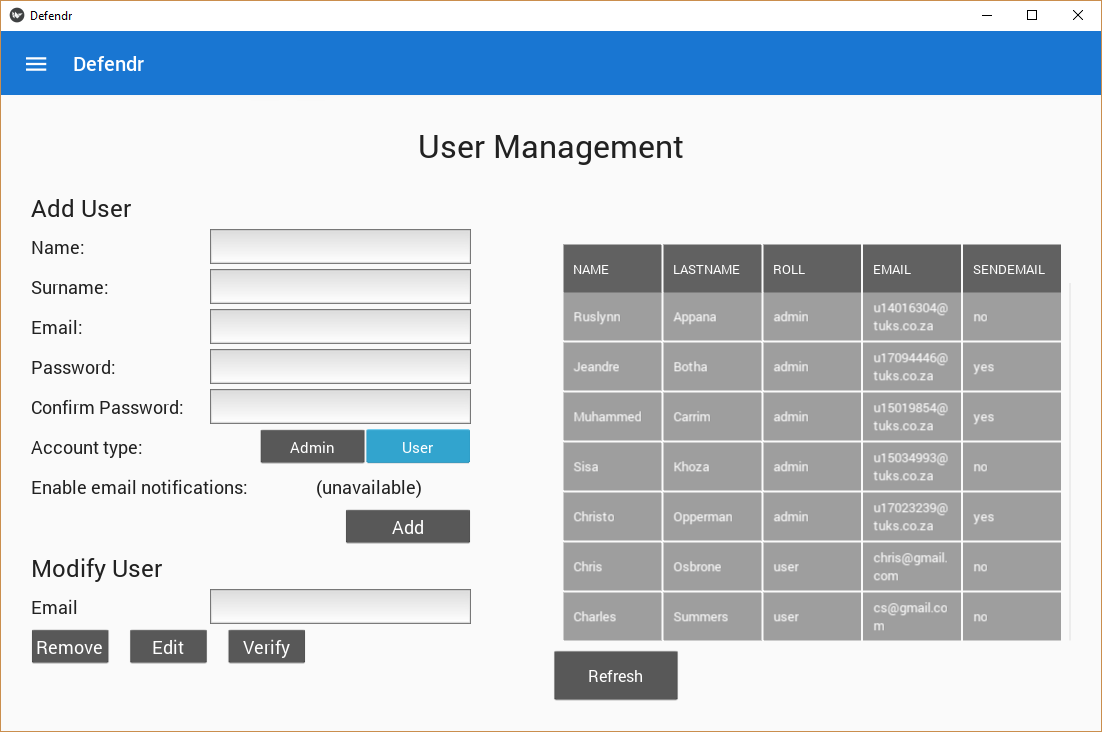 Defendr
Defendr
User Management
Add User
Name:
Surname:
Email:
Password:
Confirm Password:
Account type:
Admin
User
Enable email notifications:
(unavailable)
Add
Modify User
Email
Remove
Edit
Verify
NAME LASTNAME ROLL EMAIL SENDEMAIL
Ruslynn Appana admin u14016304@
tuks.co.za no
Jeandre Botha admin u17094446@
tuks.co.za yes
Muhammed Carrim admin u15019854@
tuks.co.za yes
Sisa Khoza admin u15034993@
tuks.co.za no
Christo Opperman admin u17023239@
tuks.co.za yes
Chris Osbrone user chris@gmail.
com no
Charles Summers user cs@gmail.co
m no
Refresh